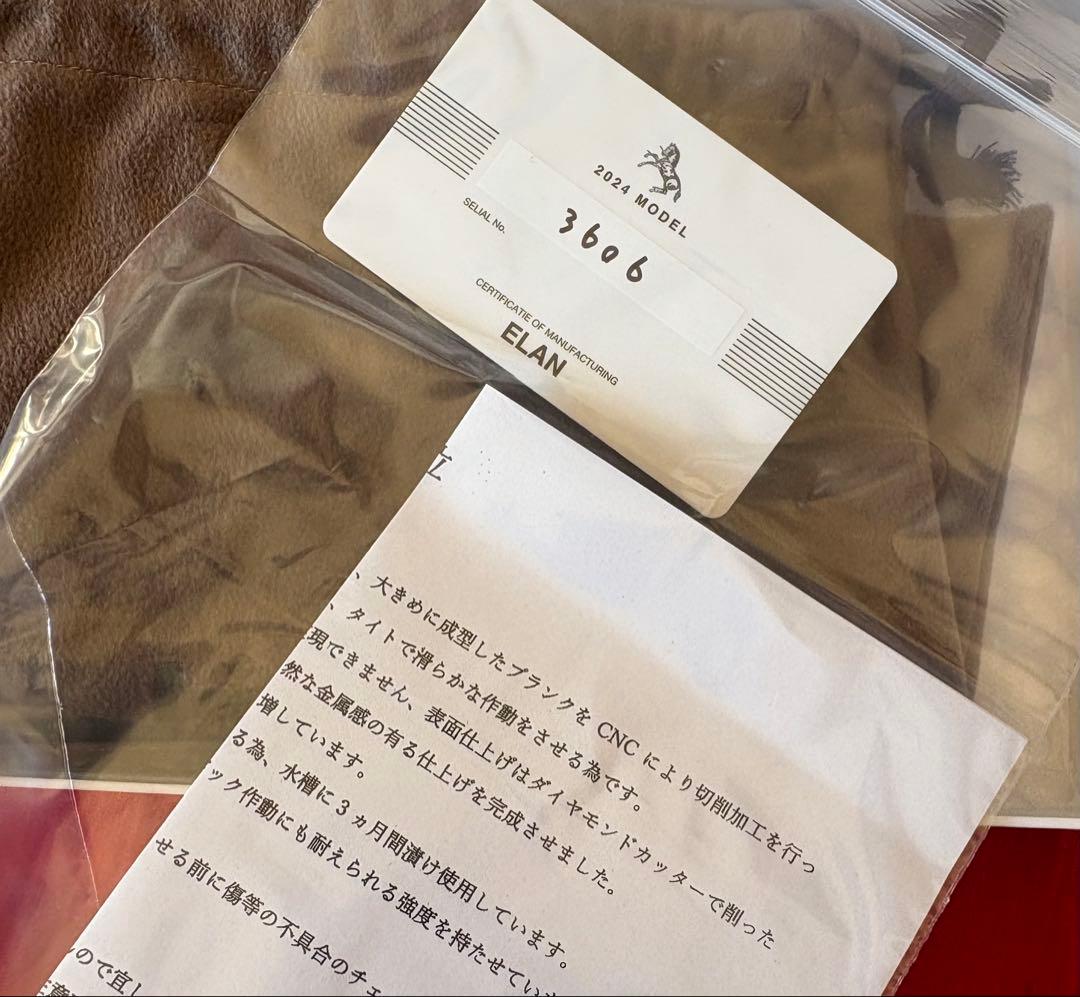 2024 MODEL
SELIAL No.
3606
CERTIFICATIE OF MANUFACTURING
ELAN
立
、大きめに成型したブランクを CNC により切削加工を行っ
、タイトで滑らかな作動をさせる為です。
現できません、表面仕上げはダイヤモンドカッターで削った
然な金属感の有る仕上げを完成させました。
増しています。
る為、水槽に3ヵ月間漬け使用しています。
ック作動にも耐えられる強度を持たせてい
せる前に傷等の不具合のチェ
ので宜し